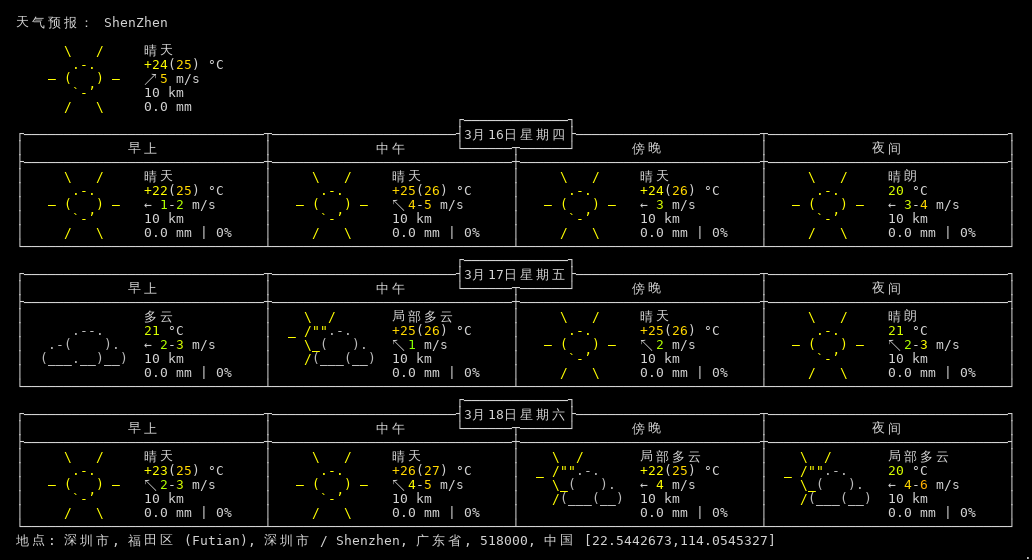 天气预报： ShenZhen
晴天
+24(25) °C
↗5 m/s
10 km
0.0 mm
3月16日星期四
早上 中午 傍晚 夜间
晴天 晴天 晴天 晴朗
+22(25) °C +25(26) °C +24(26) °C 20 °C
← 1-2 m/s ↖4-5 m/s ← 3 m/s ← 3-4 m/s
10 km 10 km 10 km 10 km
0.0 mm | 0% 0.0 mm | 0% 0.0 mm | 0% 0.0 mm | 0%
3月17日星期五
早上 中午 傍晚 夜间
多云 局部多云 晴天 晴朗
21 °C +25(26) °C +25(26) °C 21 °C
← 2-3 m/s ↖1 m/s ↖2 m/s ↖2-3 m/s
10 km 10 km 10 km 10 km
0.0 mm | 0% 0.0 mm | 0% 0.0 mm | 0% 0.0 mm | 0%
3月18日星期六
早上 中午 傍晚 夜间
晴天 晴天 局部多云 局部多云
+23(25) °C +26(27) °C +22(25) °C 20 °C
↖2-3 m/s ↖4-5 m/s ← 4 m/s ← 4-6 m/s
10 km 10 km 10 km 10 km
0.0 mm | 0% 0.0 mm | 0% 0.0 mm | 0% 0.0 mm | 0%
地点: 深圳市, 福田区 (Futian), 深圳市 / Shenzhen, 广东省, 518000, 中国 [22.5442673,114.0545327]